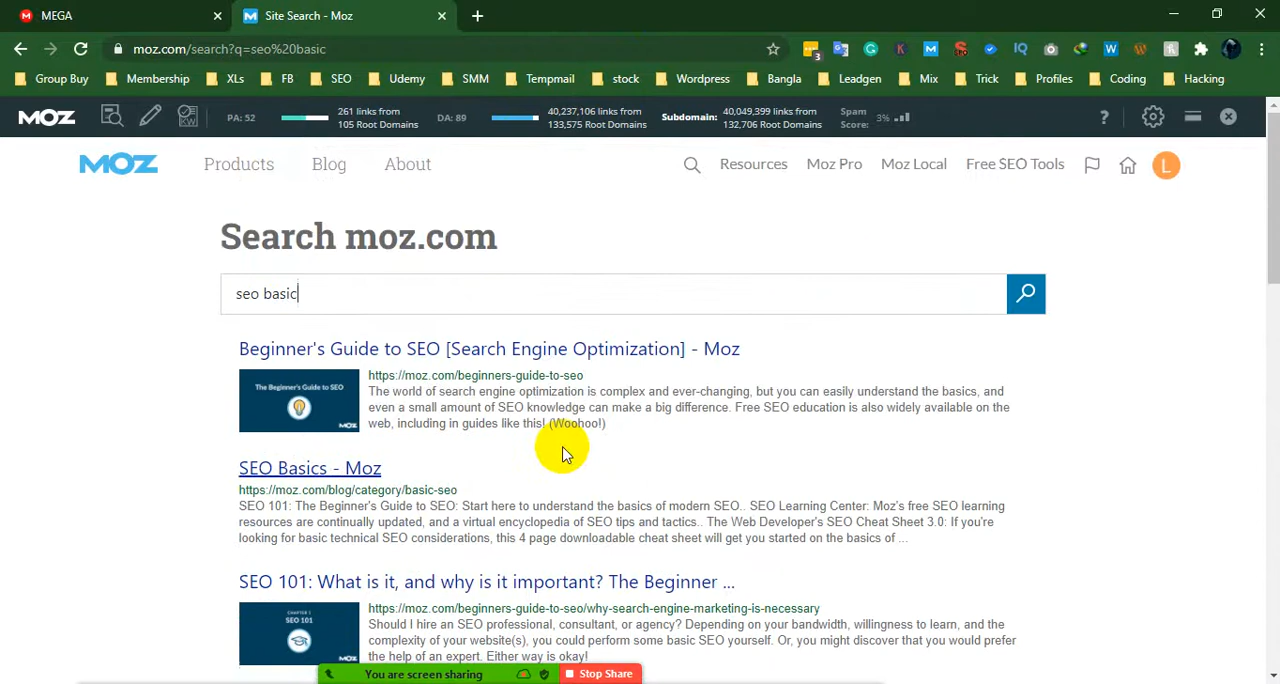 MEGA
Site Search - Moz
moz.com/search?q=seo%20basic
3
K
SEO
IQ
W
Group Buy
Membership
XLs
FB
SEO
Udemy
SMM
Tempmail
stock
Wordpress
Bangla
Leadgen
Mix
Trick
Profiles
Coding
Hacking
MOZ
KW
PA: 52
261 links from
105 Root Domains
DA: 89
40,237,106 links from
133,575 Root Domains
Subdomain:
40,049,399 links from
132,706 Root Domains
Spam
Score:
3%
?
MOZ
Products
Blog
About
Resources
Moz Pro
Moz Local
Free SEO Tools
L
Search moz.com
seo basic
Beginner's Guide to SEO [Search Engine Optimization] - Moz
The Beginner's Guide to SEO
MOZ
https://moz.com/beginners-guide-to-seo
The world of search engine optimization is complex and ever-changing, but you can easily understand the basics, and
even a small amount of SEO knowledge can make a big difference. Free SEO education is also widely available on the
web, including in guides like this! (Woohoo!)
SEO Basics - Moz
https://moz.com/blog/category/basic-seo
SEO 101: The Beginner's Guide to SEO: Start here to understand the basics of modern SEO.. SEO Learning Center: Moz's free SEO learning
resources are continually updated, and a virtual encyclopedia of SEO tips and tactics.. The Web Developer's SEO Cheat Sheet 3.0: If you're
looking for basic technical SEO considerations, this 4 page downloadable cheat sheet will get you started on the basics of ...
SEO 101: What is it, and why is it important? The Beginner ...
CHAPTER 1
SEO 101
MOZ
https://moz.com/beginners-guide-to-seo/why-search-engine-marketing-is-necessary
Should I hire an SEO professional, consultant, or agency? Depending on your bandwidth, willingness to learn, and the
complexity of your website(s), you could perform some basic SEO yourself. Or, you might discover that you would prefer
the help of an expert. Either way is okay!
You are screen sharing
Stop Share